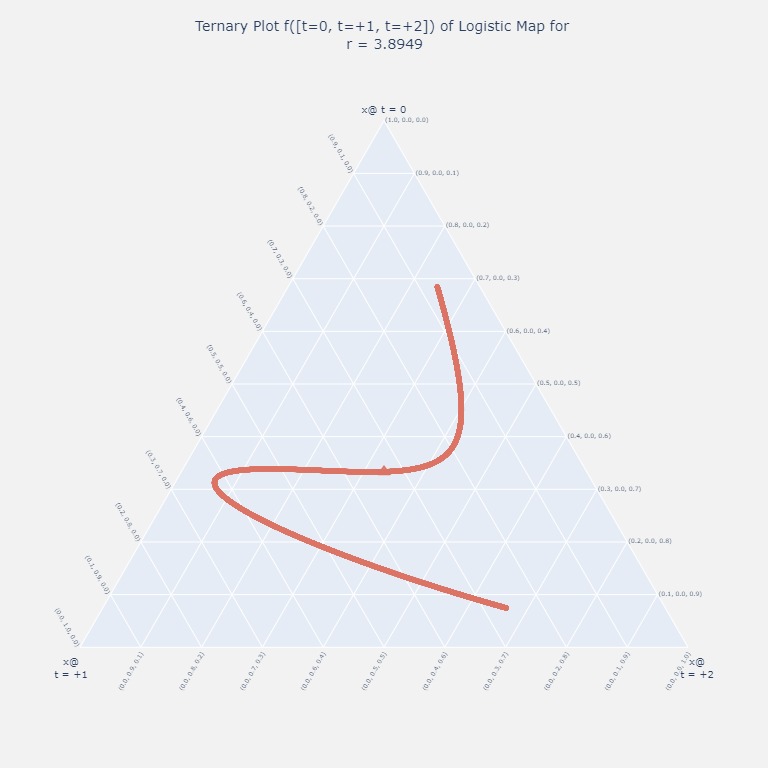 Ternary Plot f([t=0, t=+1, t=+2]) of Logistic Map for
r = 3.8949
x@ t = 0
(1.0, 0.0, 0.0)
(0.9, 0.1, 0.0)
(0.9, 0.0, 0.1)
(0.8, 0.2, 0.0)
(0.8, 0.0, 0.2)
(0.7, 0.3, 0.0)
(0.7, 0.0, 0.3)
(0.6, 0.4, 0.0)
(0.6, 0.0, 0.4)
(0.5, 0.5, 0.0)
(0.5, 0.0, 0.5)
(0.4, 0.6, 0.0)
(0.4, 0.0, 0.6)
(0.3, 0.7, 0.0)
(0.3, 0.0, 0.7)
(0.2, 0.8, 0.0)
(0.2, 0.0, 0.8)
(0.1, 0.9, 0.0)
(0.1, 0.0, 0.9)
(0.0, 1.0, 0.0)
x@
t = +1
(0.0, 0.9, 0.1)
(0.0, 0.8, 0.2)
(0.0, 0.7, 0.3)
(0.0, 0.6, 0.4)
(0.0, 0.5, 0.5)
(0.0, 0.4, 0.6)
(0.0, 0.3, 0.7)
(0.0, 0.2, 0.8)
(0.0, 0.1, 0.9)
(0.0, 0.0, 1.0)
x@
t = +2